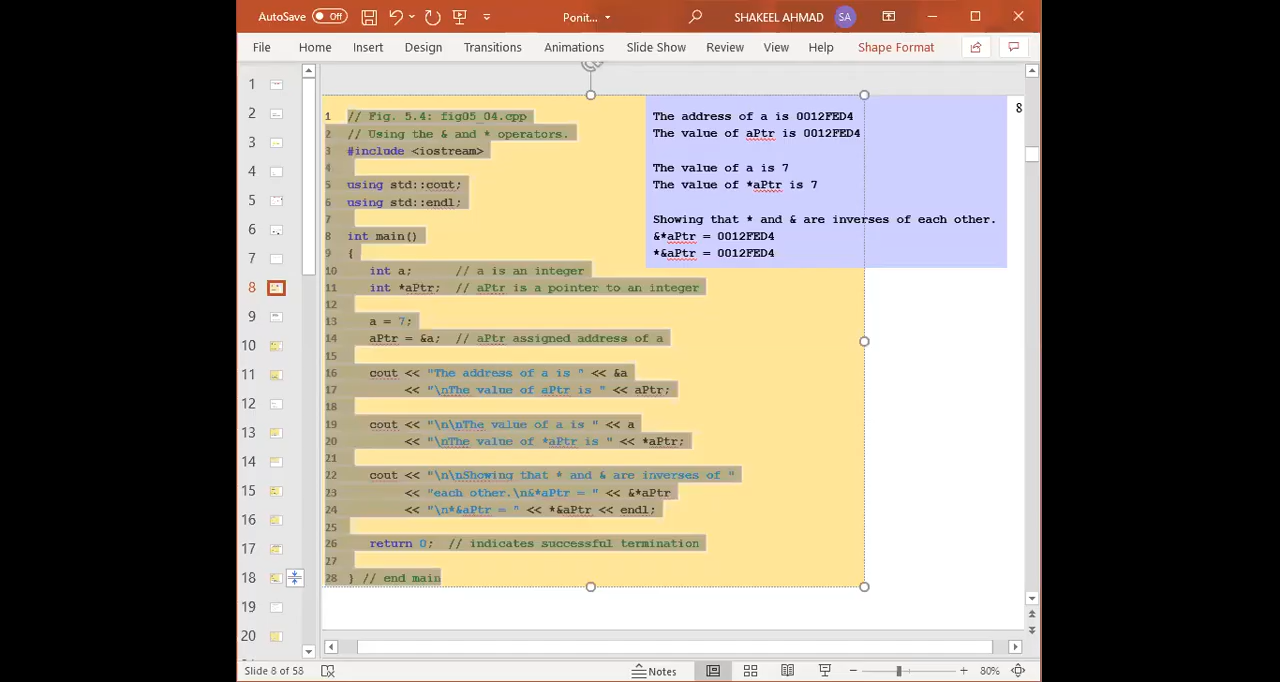 AutoSave Off Ponit... SHAKEEL AHMAD SA
File Home Insert Design Transitions Animations Slide Show Review View Help Shape Format
1
2
3
4
5
6
7
8
9
10
11
12
13
14
15
16
17
18
19
20
1 // Fig. 5.4: fig05_04.cpp
2 // Using the & and * operators.
3 #include <iostream>
4
5 using std::cout;
6 using std::endl;
7
8 int main()
9 {
10 int a; // a is an integer
11 int *aPtr; // aPtr is a pointer to an integer
12
13 a = 7;
14 aPtr = &a; // aPtr assigned address of a
15
16 cout << "The address of a is " << &a
17 << "\nThe value of aPtr is " << aPtr;
18
19 cout << "\n\nThe value of a is " << a
20 << "\nThe value of *aPtr is " << *aPtr;
21
22 cout << "\n\nShowing that * and & are inverses of "
23 << "each other.\n&*aPtr = " << &*aPtr
24 << "\n*&aPtr = " << *&aPtr << endl;
25
26 return 0; // indicates successful termination
27
28 } // end main
The address of a is 0012FED4
The value of aPtr is 0012FED4
The value of a is 7
The value of *aPtr is 7
Showing that * and & are inverses of each other.
&*aPtr = 0012FED4
*&aPtr = 0012FED4
8
Slide 8 of 58 Notes 80%